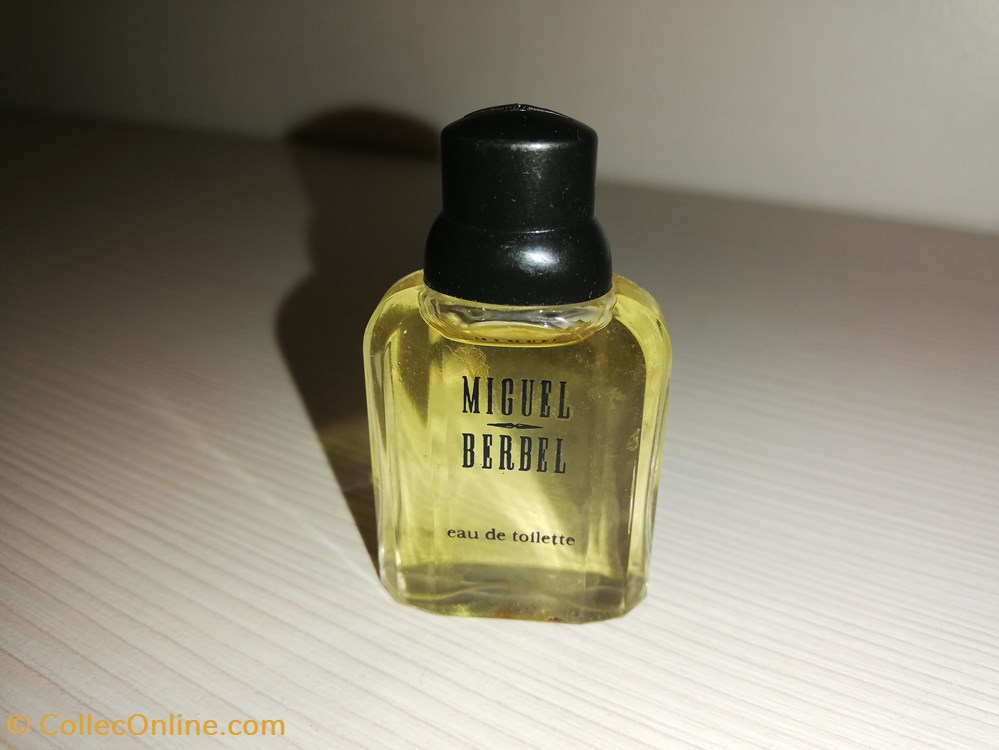 MIGUEL
BERBEL
eau de toilette
© CollecOnline.com